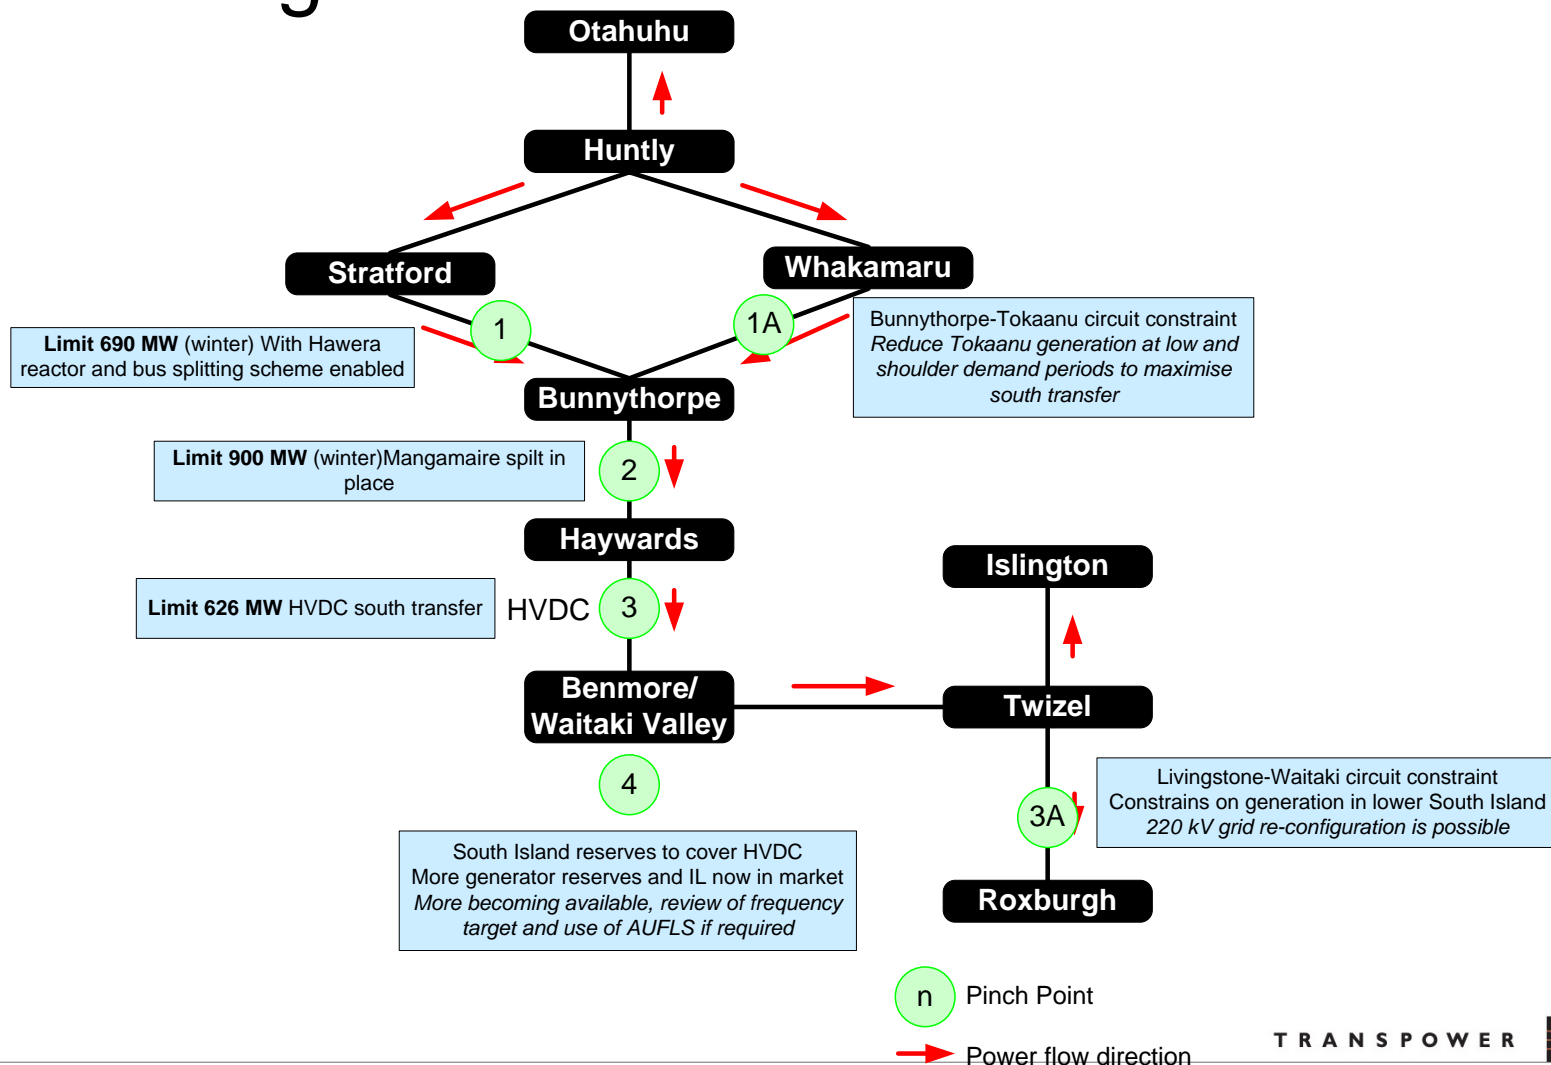 g
Otahuhu
Huntly
Stratford
Whakamaru
1
1A
Limit 690 MW (winter) With Hawera
reactor and bus splitting scheme enabled
Bunnythorpe-Tokaanu circuit constraint
Reduce Tokaanu generation at low and
shoulder demand periods to maximise
south transfer
Bunnythorpe
Limit 900 MW (winter)Mangamaire spilt in
place
2
Haywards
Islington
Limit 626 MW HVDC south transfer
HVDC
3
Benmore/
Waitaki Valley
Twizel
4
3A
Livingstone-Waitaki circuit constraint
Constrains on generation in lower South Island
220 kV grid re-configuration is possible
South Island reserves to cover HVDC
More generator reserves and IL now in market
More becoming available, review of frequency
target and use of AUFLS if required
Roxburgh
n
Pinch Point
Power flow direction
TRANSPOWER